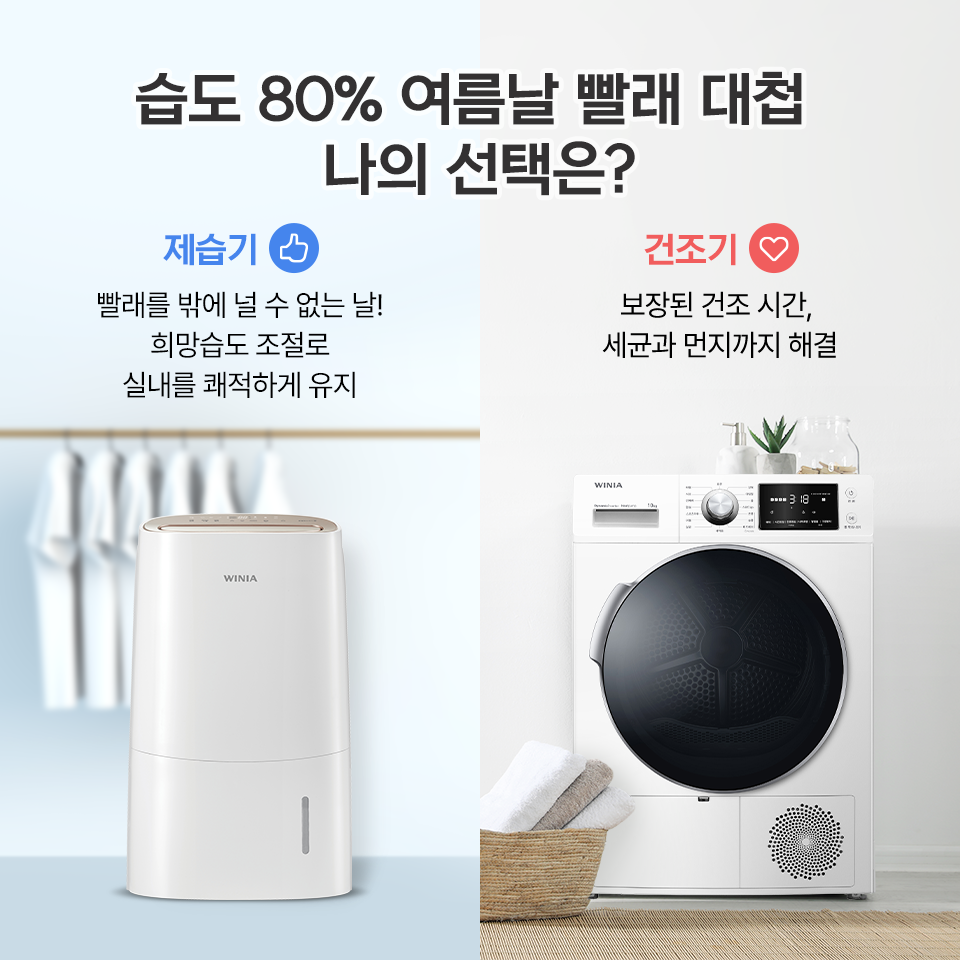 습도 80% 여름날 빨래 대첩
나의 선택은?
제습기
빨래를 밖에 널 수 없는 날!
희망습도 조절로
실내를 쾌적하게 유지
건조기
보장된 건조 시간,
세균과 먼지까지 해결
WINIA
WINIA
10kg
3:18